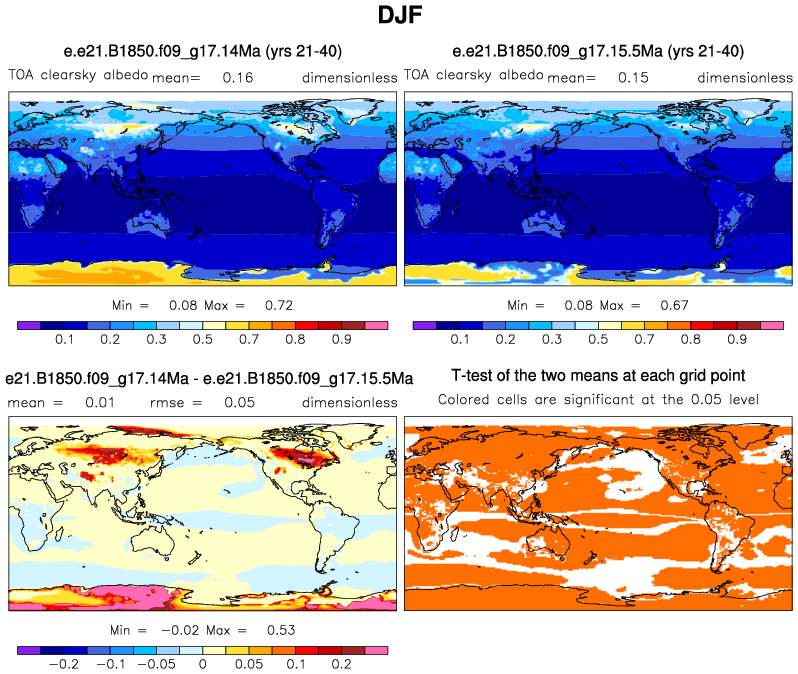 DJF
e.e21.B1850.f09_g17.14Ma (yrs 21-40)
TOA clearsky albedo mean= 0.16 dimensionless
Min = 0.08 Max = 0.72
0.1 0.2 0.3 0.5 0.7 0.8 0.9
e.e21.B1850.f09_g17.15.5Ma (yrs 21-40)
TOA clearsky albedo mean= 0.15 dimensionless
Min = 0.08 Max = 0.67
0.1 0.2 0.3 0.5 0.7 0.8 0.9
e21.B1850.f09_g17.14Ma - e.e21.B1850.f09_g17.15.5Ma
mean = 0.01 rmse = 0.05 dimensionless
Min = -0.02 Max = 0.53
-0.2 -0.1 -0.05 0 0.05 0.1 0.2
T-test of the two means at each grid point
Colored cells are significant at the 0.05 level